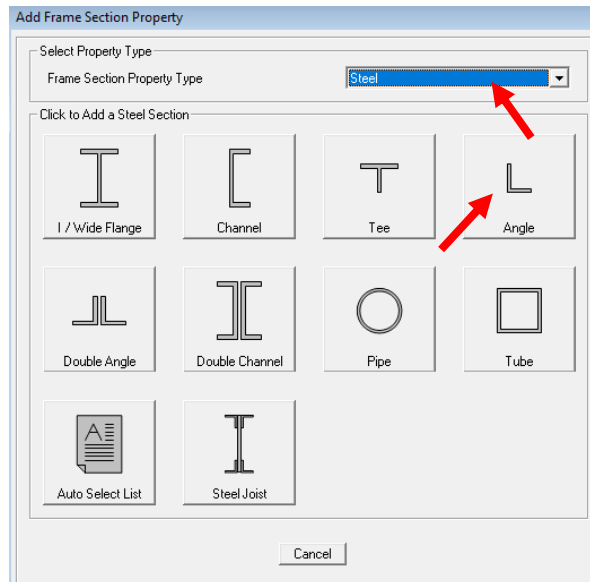 Add Frame Section Property
Select Property Type
Frame Section Property Type
Steel
Click to Add a Steel Section
I / Wide Flange
Channel
Tee
Angle
Double Angle
Double Channel
Pipe
Tube
A
Auto Select List
Steel Joist
Cancel